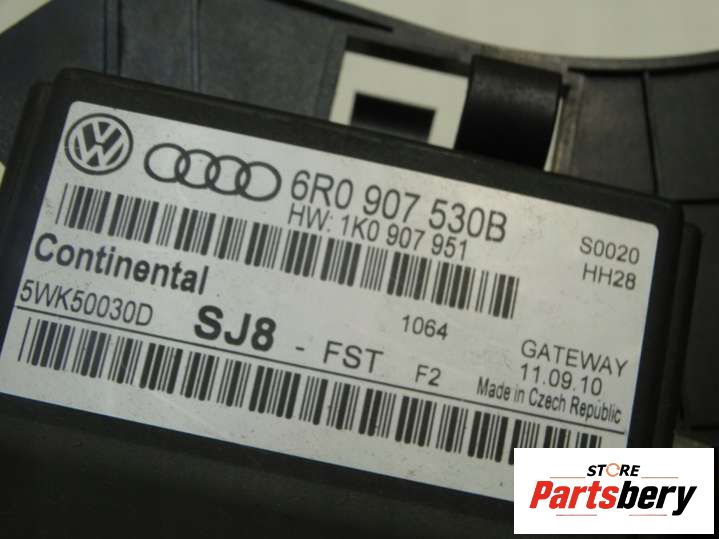 6R0 907 530B
HW: 1K0 907 951
S0020
HH28
Continental
5WK50030D
SJ8 - FST F2
1064
GATEWAY
11.09.10
Made in Czech Republic
STORE
Partsbery